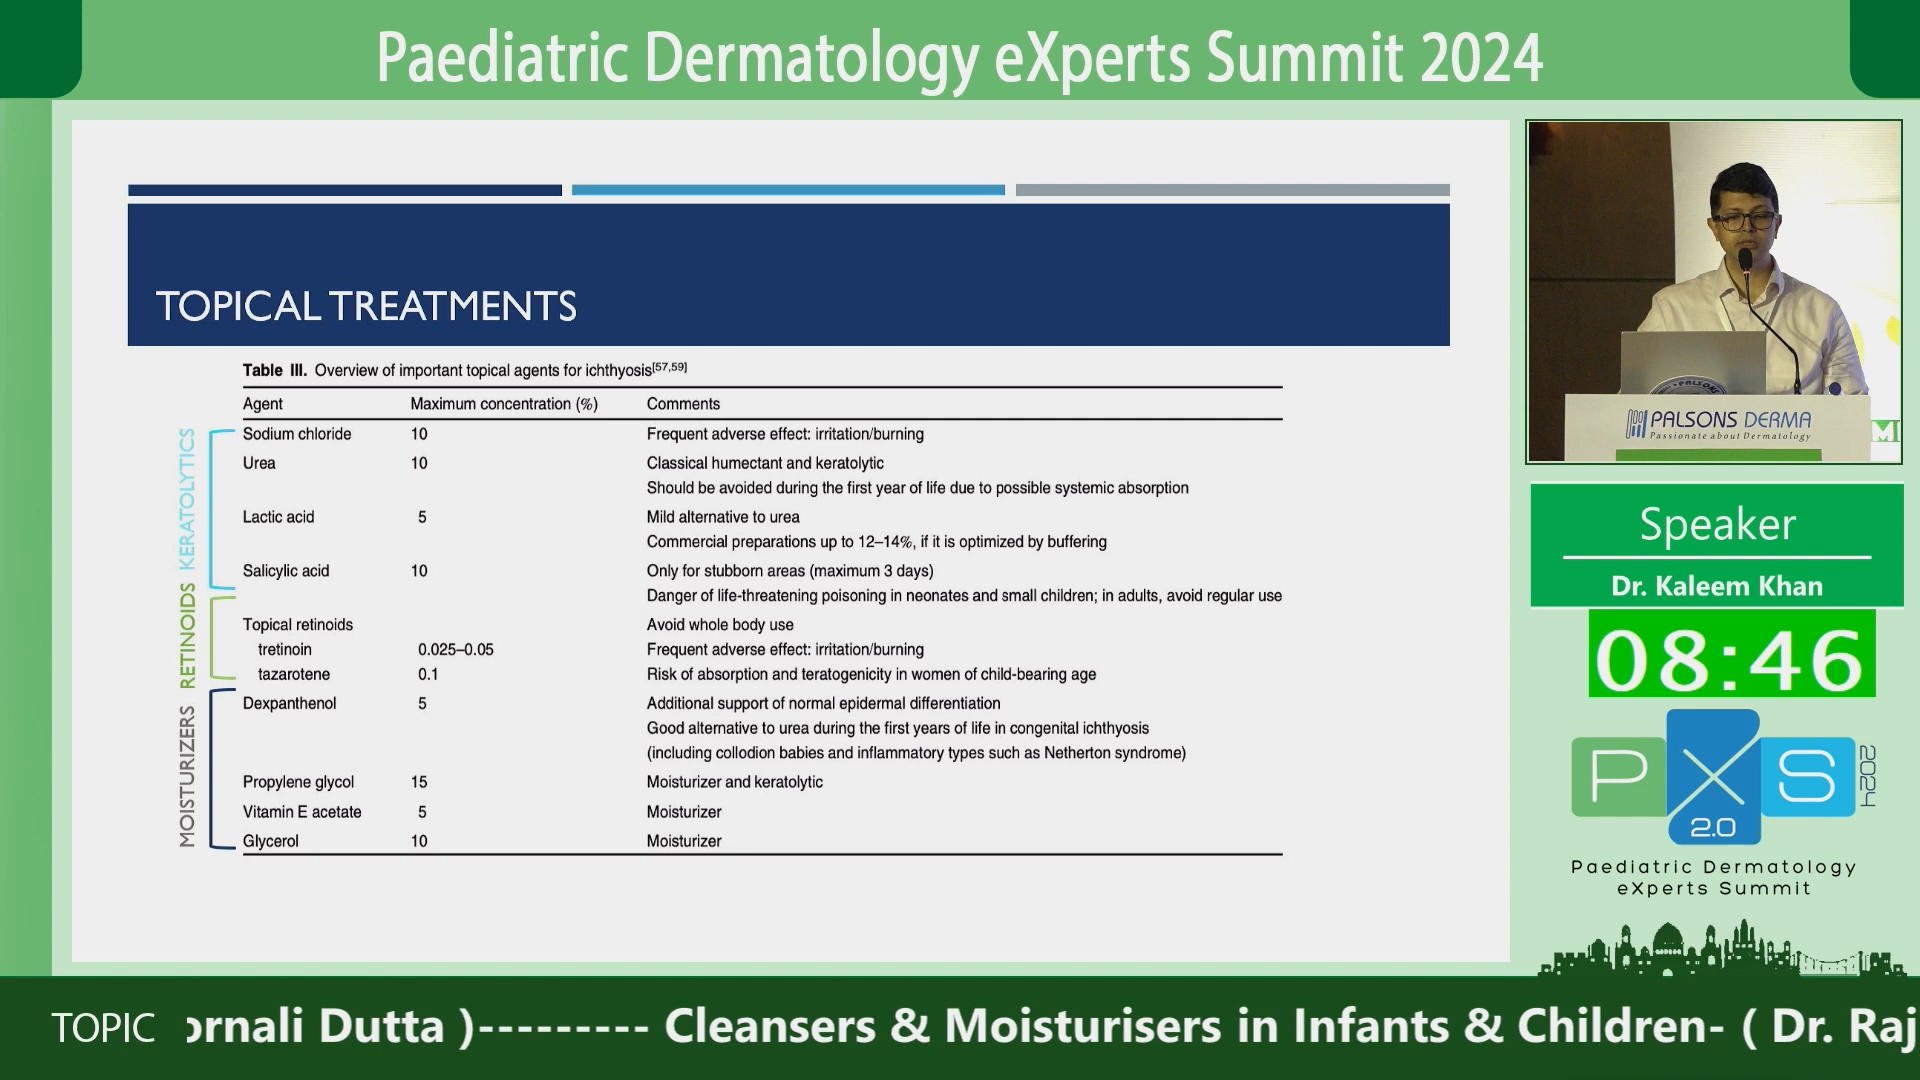 Paediatric Dermatology eXperts Summit 2024
TOPICAL TREATMENTS
Table III. Overview of important topical agents for ichthyosis[57,59]
Agent Maximum concentration (%) Comments
KERATOLYTICS
Sodium chloride 10 Frequent adverse effect: irritation/burning
Urea 10 Classical humectant and keratolytic
Should be avoided during the first year of life due to possible systemic absorption
Lactic acid 5 Mild alternative to urea
Commercial preparations up to 12–14%, if it is optimized by buffering
Salicylic acid 10 Only for stubborn areas (maximum 3 days)
Danger of life-threatening poisoning in neonates and small children; in adults, avoid regular use
RETINOIDS
Topical retinoids Avoid whole body use
tretinoin 0.025–0.05 Frequent adverse effect: irritation/burning
tazarotene 0.1 Risk of absorption and teratogenicity in women of child-bearing age
MOISTURIZERS
Dexpanthenol 5 Additional support of normal epidermal differentiation
Good alternative to urea during the first years of life in congenital ichthyosis
(including collodion babies and inflammatory types such as Netherton syndrome)
Propylene glycol 15 Moisturizer and keratolytic
Vitamin E acetate 5 Moisturizer
Glycerol 10 Moisturizer
PALSONS
PALSONS DERMA
Passionate about Dermatology
M
Speaker
Dr. Kaleem Khan
08:46
PXS
2024
2.0
Paediatric Dermatology
eXperts Summit
TOPIC ornali Dutta )--------- Cleansers & Moisturisers in Infants & Children- ( Dr. Raj